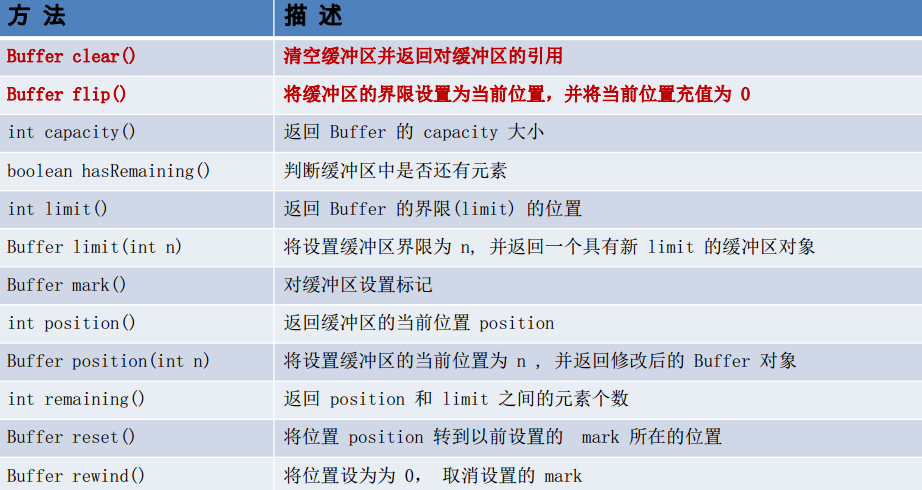 方 法 描 述
Buffer clear() 清空缓冲区并返回对缓冲区的引用
Buffer flip() 将缓冲区的界限设置为当前位置，并将当前位置充值为 0
int capacity() 返回 Buffer 的 capacity 大小
boolean hasRemaining() 判断缓冲区中是否还有元素
int limit() 返回 Buffer 的界限(limit) 的位置
Buffer limit(int n) 将设置缓冲区界限为 n, 并返回一个具有新 limit 的缓冲区对象
Buffer mark() 对缓冲区设置标记
int position() 返回缓冲区的当前位置 position
Buffer position(int n) 将设置缓冲区的当前位置为 n , 并返回修改后的 Buffer 对象
int remaining() 返回 position 和 limit 之间的元素个数
Buffer reset() 将位置 position 转到以前设置的 mark 所在的位置
Buffer rewind() 将位置设为为 0， 取消设置的 mark